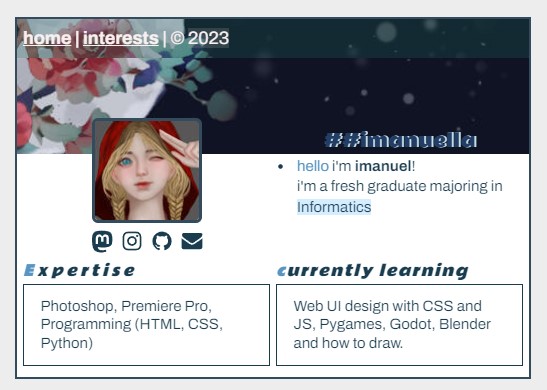 home | interests | © 2023
##imanuella
hello i'm imanuel!
i'm a fresh graduate majoring in
Informatics
Expertise
Photoshop, Premiere Pro,
Programming (HTML, CSS,
Python)
currently learning
Web UI design with CSS and
JS, Pygames, Godot, Blender
and how to draw.